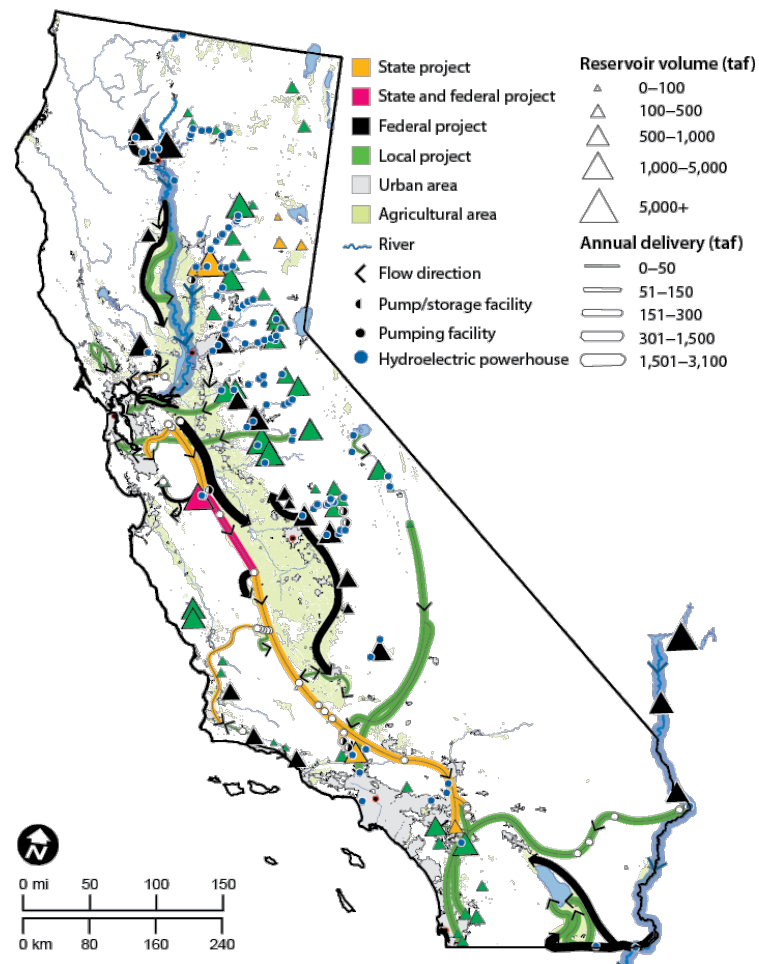 State project
State and federal project
Federal project
Local project
Urban area
Agricultural area
River
Flow direction
Pump/storage facility
Pumping facility
Hydroelectric powerhouse
Reservoir volume (taf)
0–100
100–500
500–1,000
1,000–5,000
5,000+
Annual delivery (taf)
0–50
51–150
151–300
301–1,500
1,501–3,100
N
0 mi 50 100 150
0 km 80 160 240